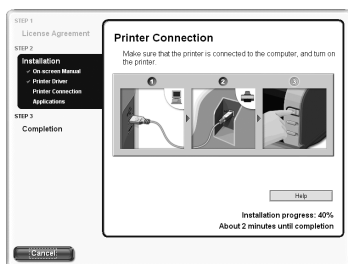 STEP 1
License Agreement
STEP 2
Installation
On-screen Manual
Printer Driver
Printer Connection
Applications
STEP 3
Completion
Printer Connection
Make sure that the printer is connected to the computer, and turn on
the printer.
1 2 3
Help
Installation progress: 40%
About 2 minutes until completion
Cancel